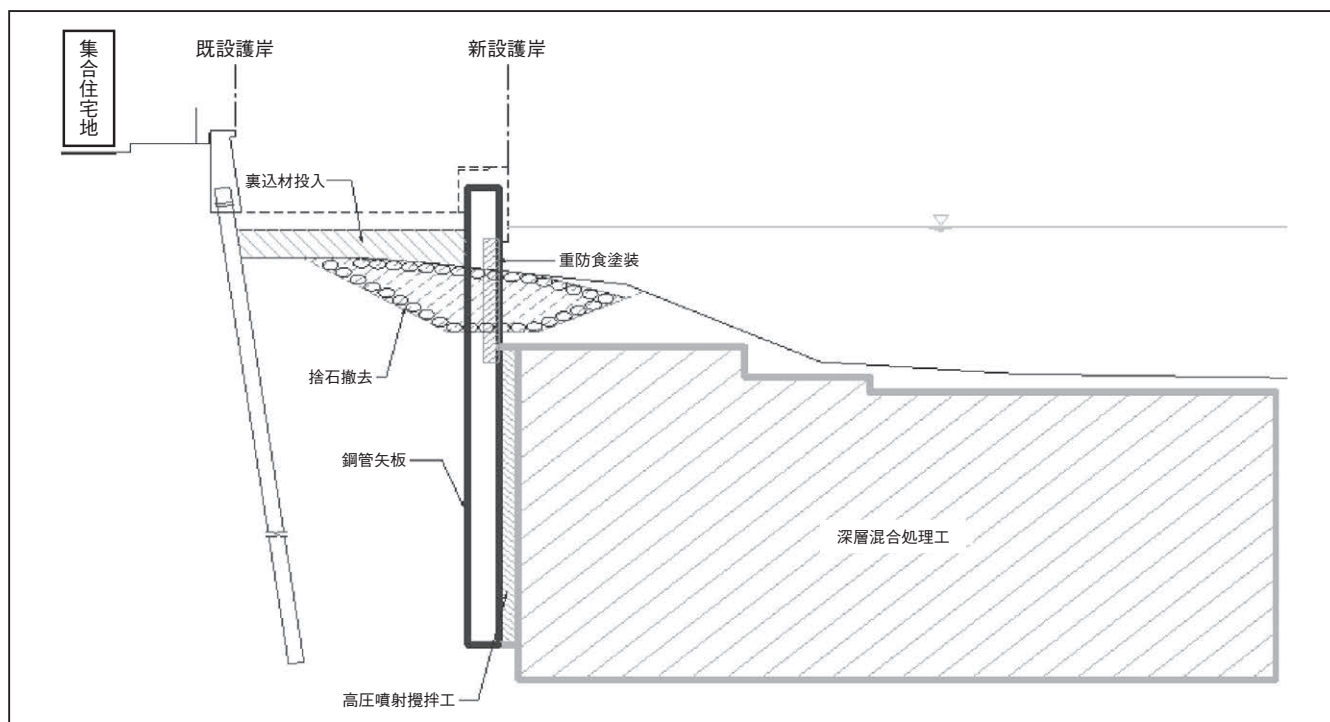 集合住宅地
既設護岸
新設護岸
裏込材投入
重防食塗装
捨石撤去
鋼管矢板
深層混合処理工
高圧噴射攪拌工